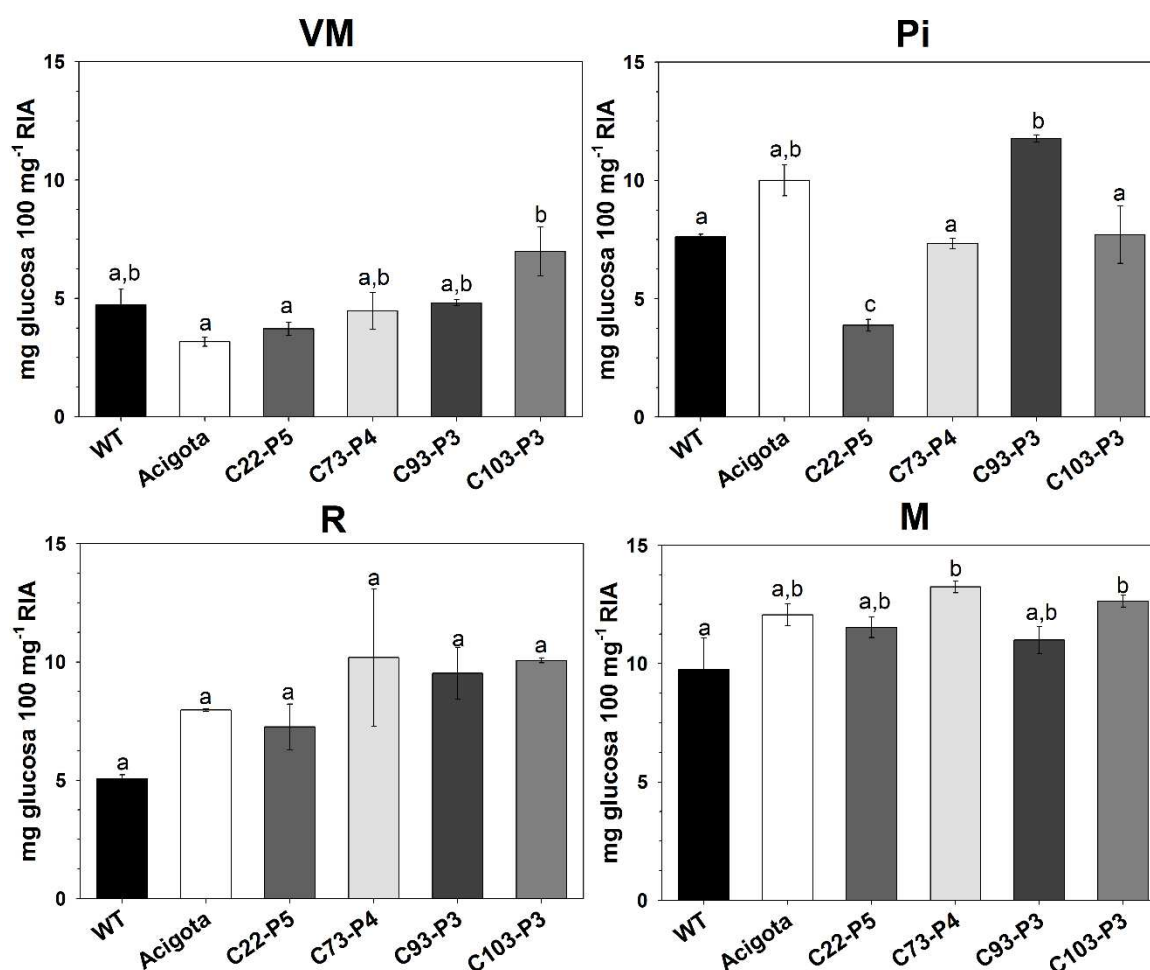 VM
mg glucosa 100 mg⁻¹ RIA
15
10
5
0
a,b
a
a
a,b
a,b
b
WT
Acigota
C22-P5
C73-P4
C93-P3
C103-P3
Pi
mg glucosa 100 mg⁻¹ RIA
15
10
5
0
a
a,b
c
a
b
a
WT
Acigota
C22-P5
C73-P4
C93-P3
C103-P3
R
mg glucosa 100 mg⁻¹ RIA
15
10
5
0
a
a
a
a
a
a
WT
Acigota
C22-P5
C73-P4
C93-P3
C103-P3
M
mg glucosa 100 mg⁻¹ RIA
15
10
5
0
a
a,b
a,b
b
a,b
b
WT
Acigota
C22-P5
C73-P4
C93-P3
C103-P3